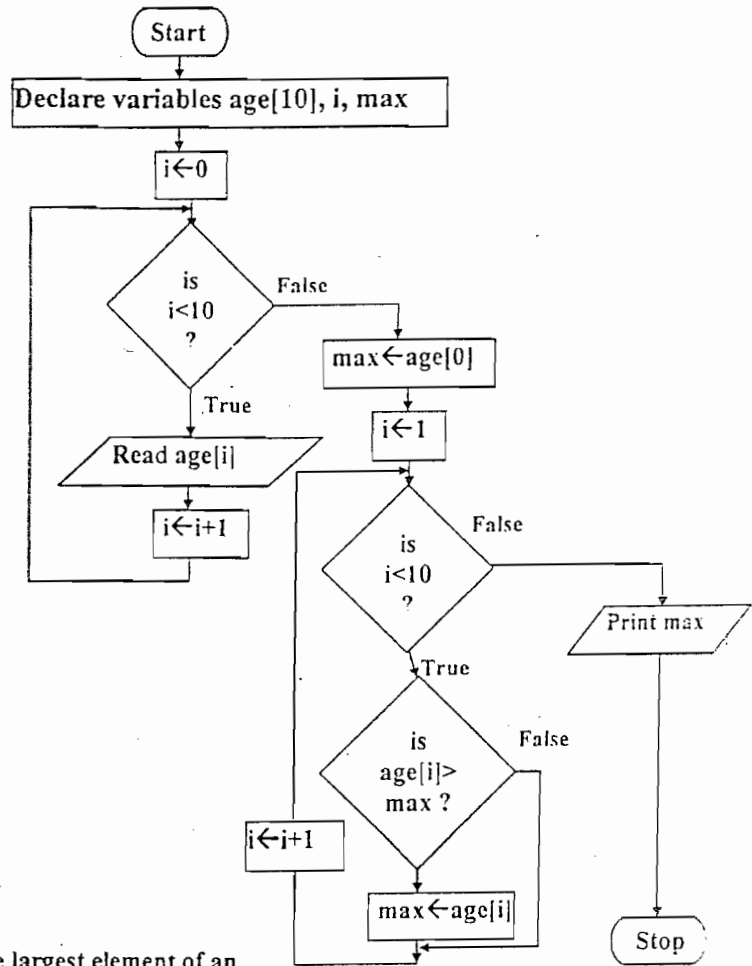 Start
Declare variables age[10], i, max
i←0
is
i<10
?
False
True
Read age[i]
i←i+1
max←age[0]
i←1
is
i<10
?
False
True
Print max
is
age[i]>
max ?
False
i←i+1
max←age[i]
Stop
e largest element of an